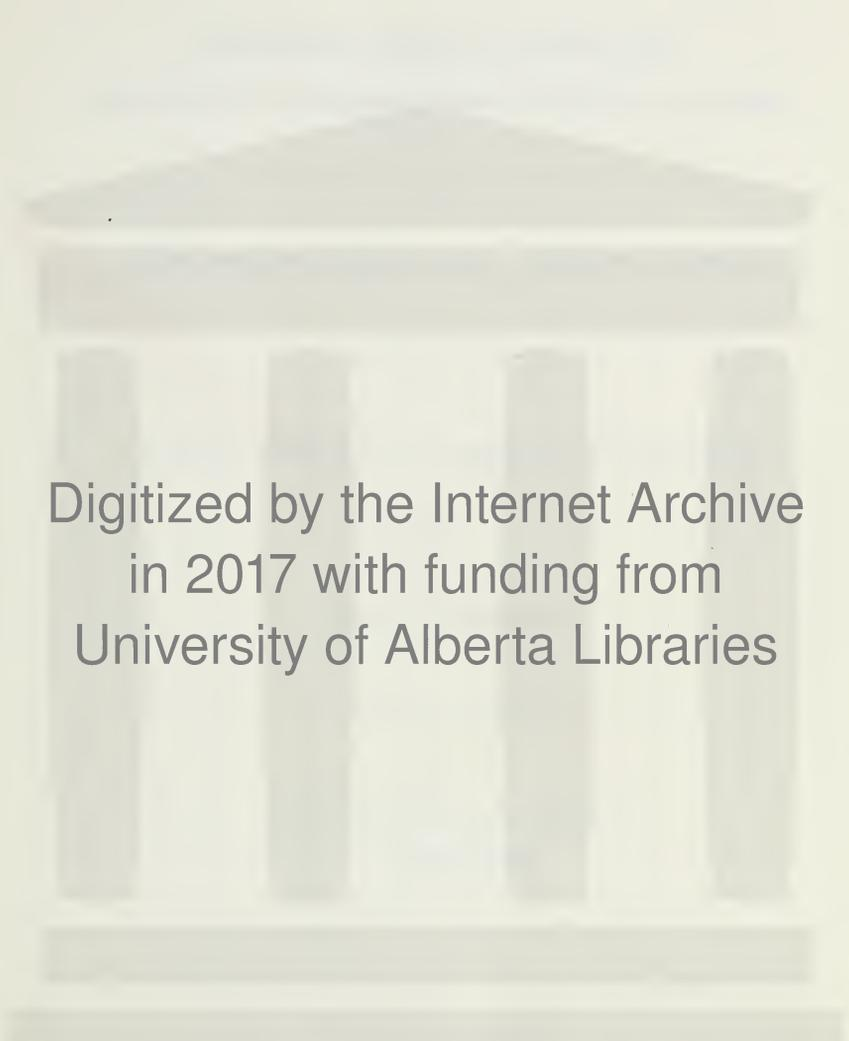 Digitized by the Internet Archive
in 2017 with funding from
University of Alberta Libraries